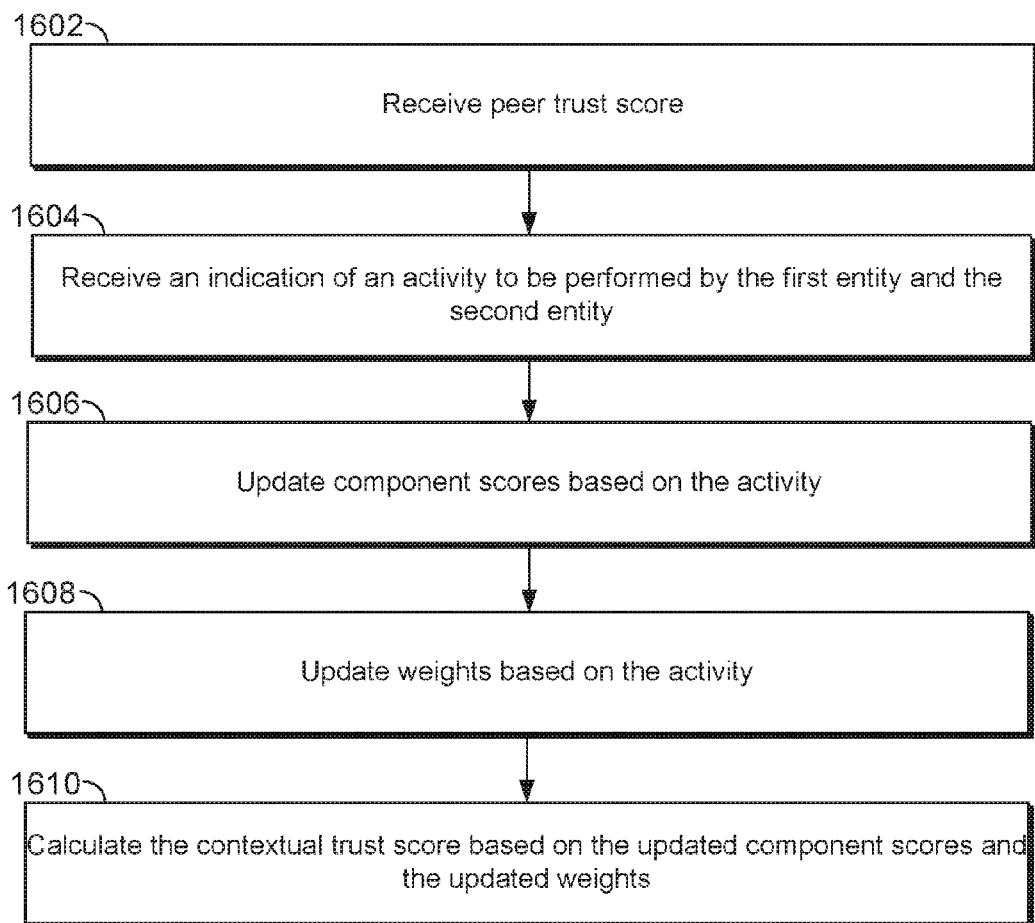 1602
Receive peer trust score
1604
Receive an indication of an activity to be performed by the first entity and the
second entity
1606
Update component scores based on the activity
1608
Update weights based on the activity
1610
Calculate the contextual trust score based on the updated component scores and
the updated weights